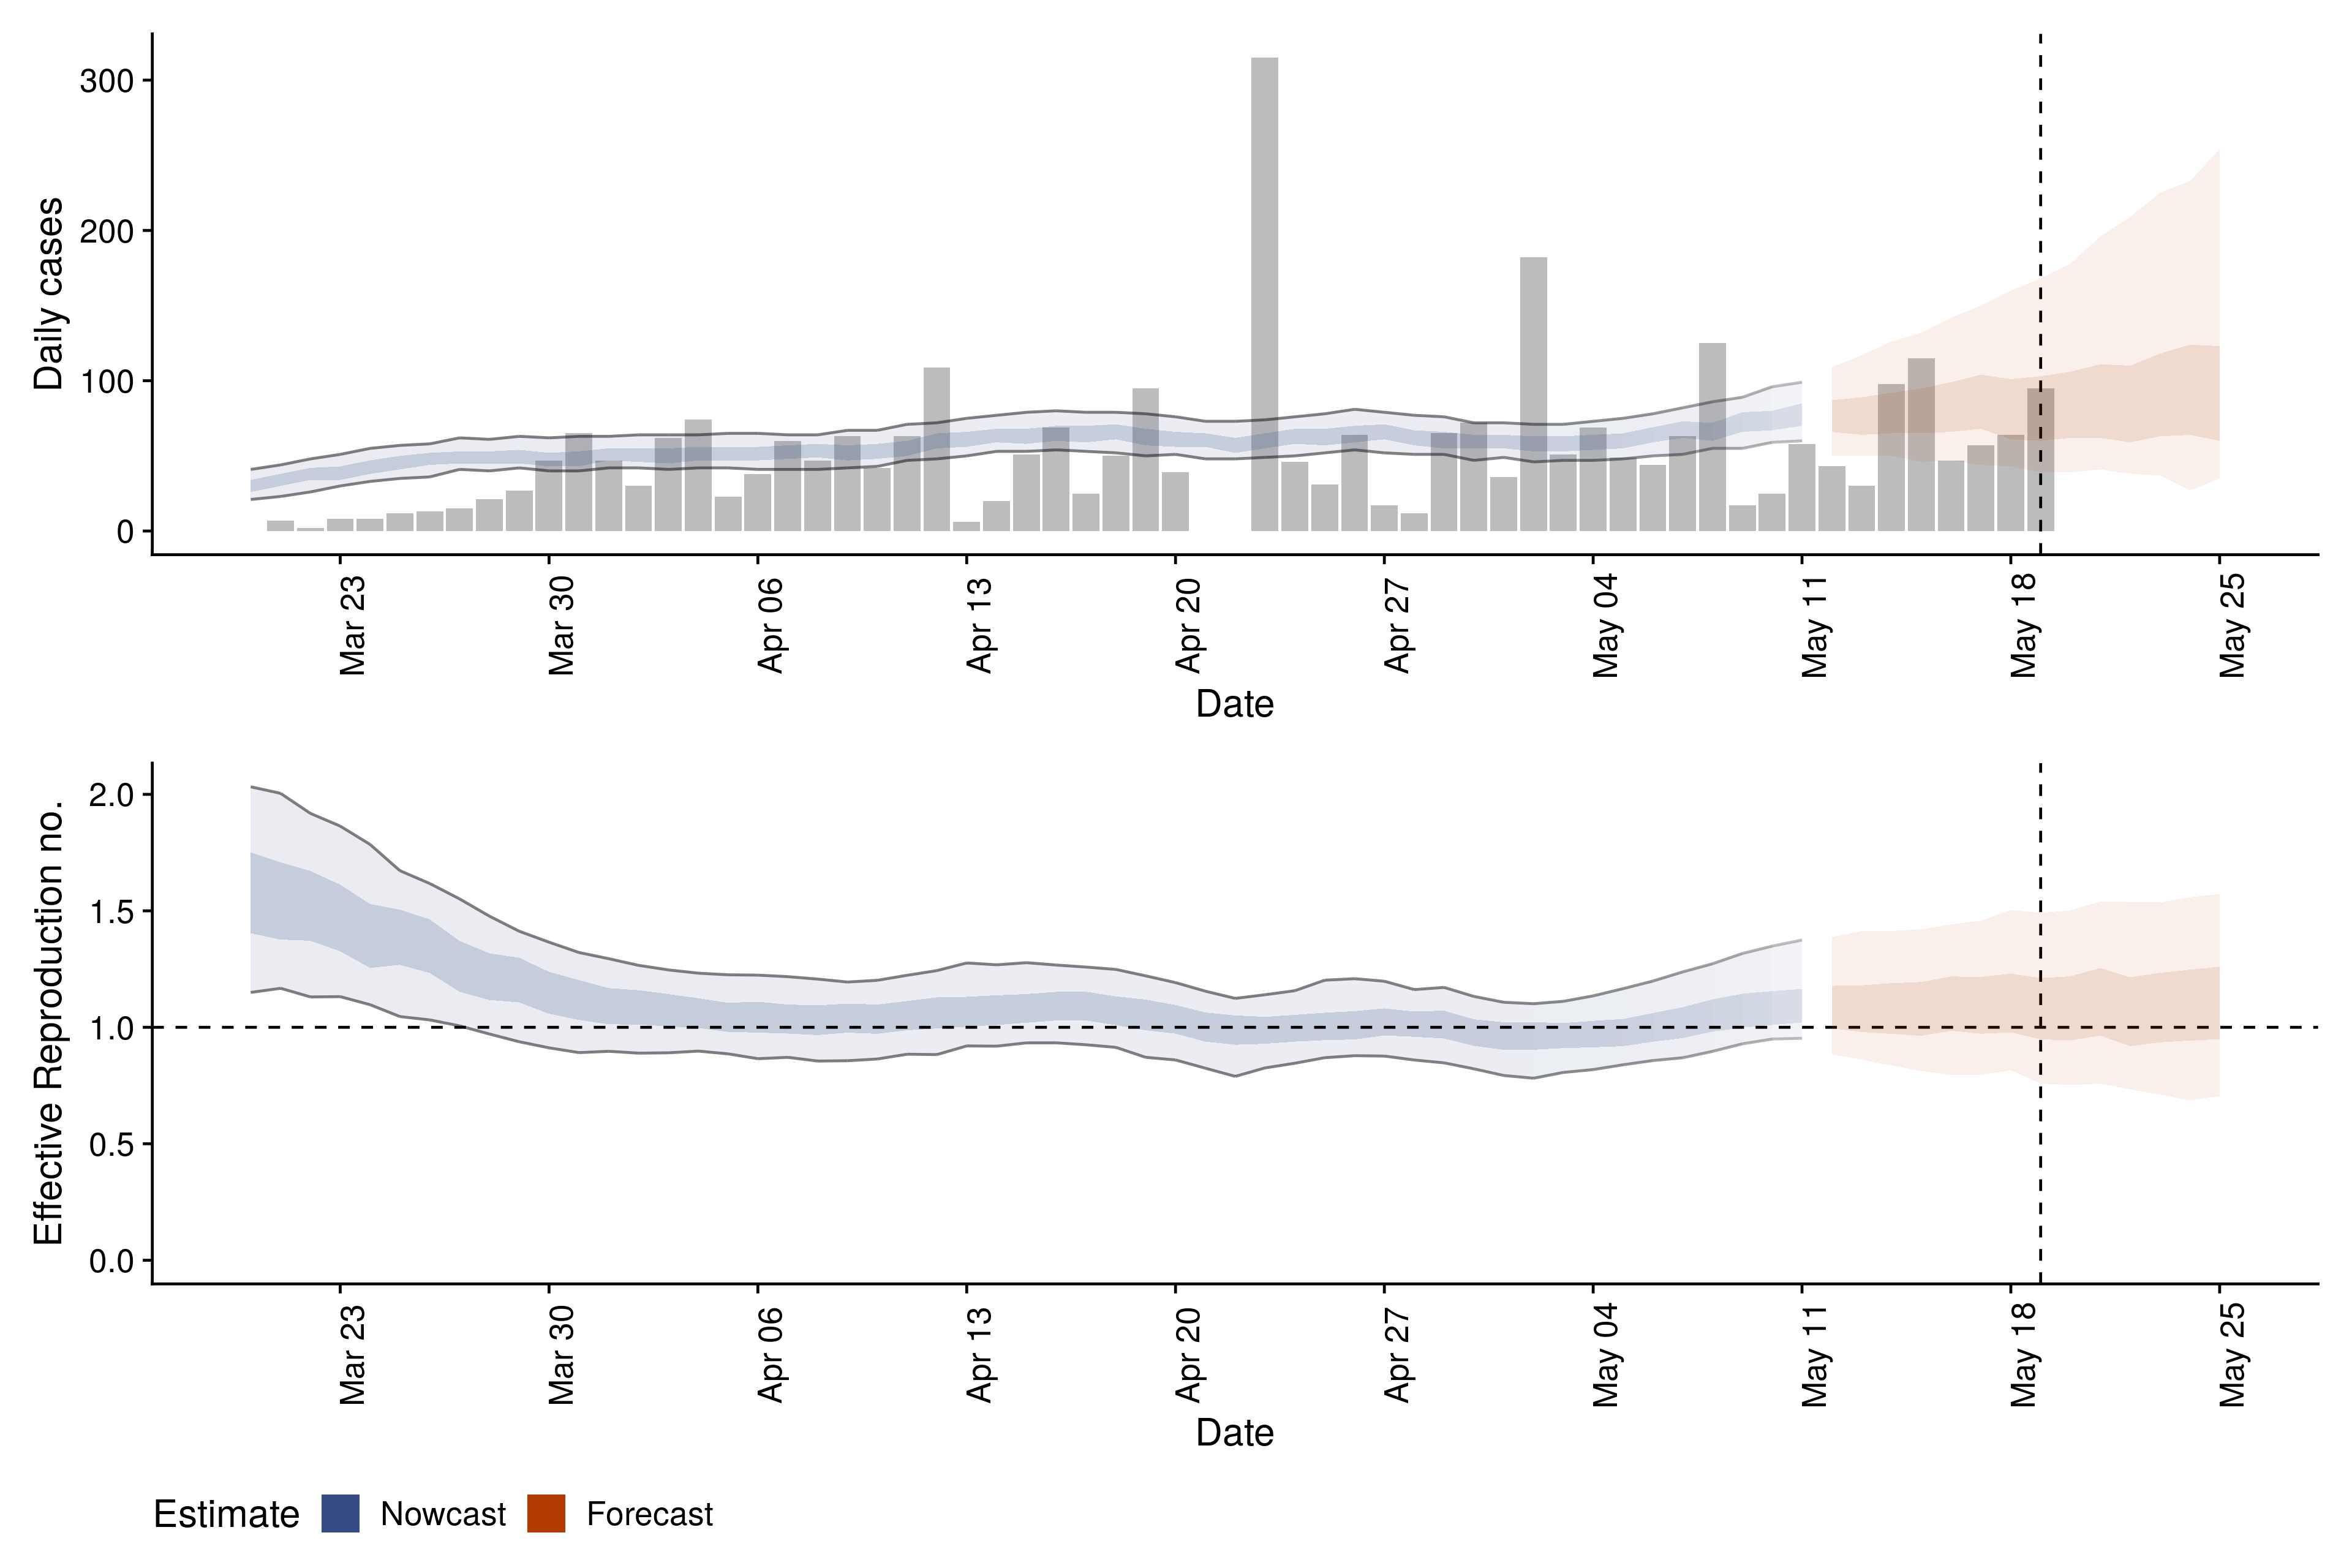 Daily cases
300
200
100
0
Mar 23
Mar 30
Apr 06
Apr 13
Apr 20
Apr 27
May 04
May 11
May 18
May 25
Date
Effective Reproduction no.
2.0
1.5
1.0
0.5
0.0
Mar 23
Mar 30
Apr 06
Apr 13
Apr 20
Apr 27
May 04
May 11
May 18
May 25
Date
Estimate Nowcast Forecast